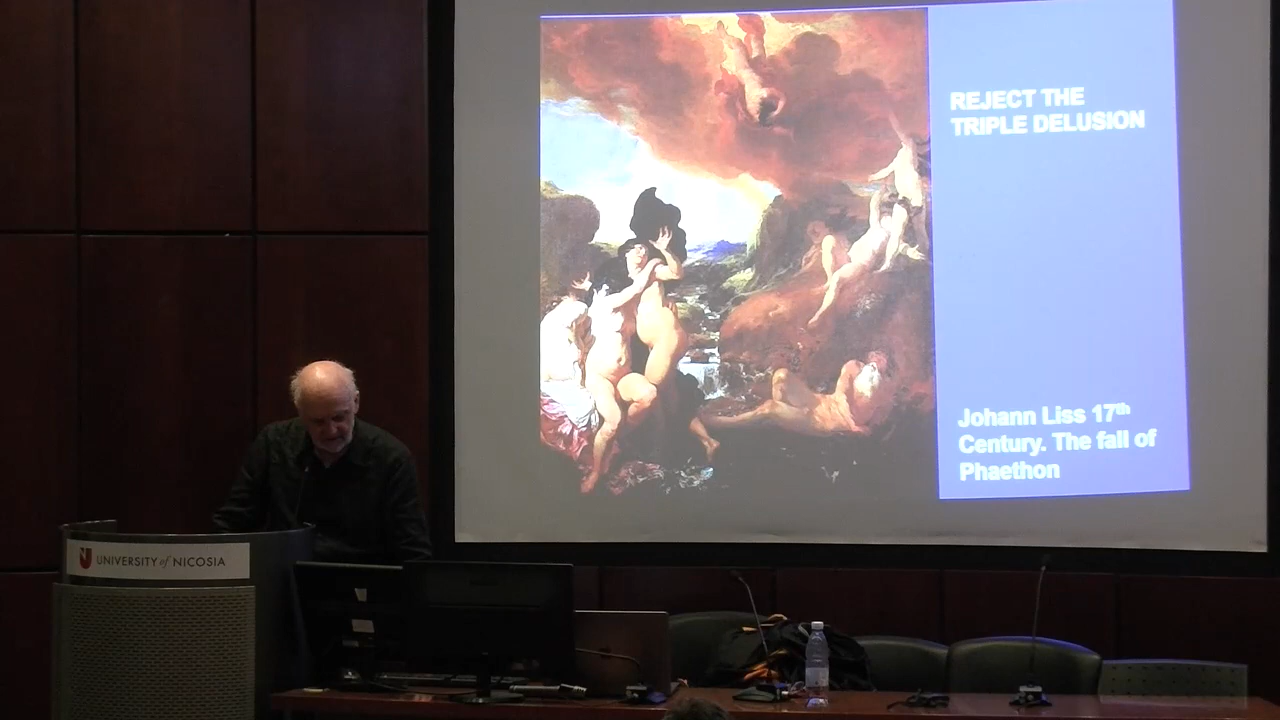 REJECT THE
TRIPLE DELUSION
Johann Liss 17th
Century. The fall of
Phaethon
UNIVERSITY of NICOSIA